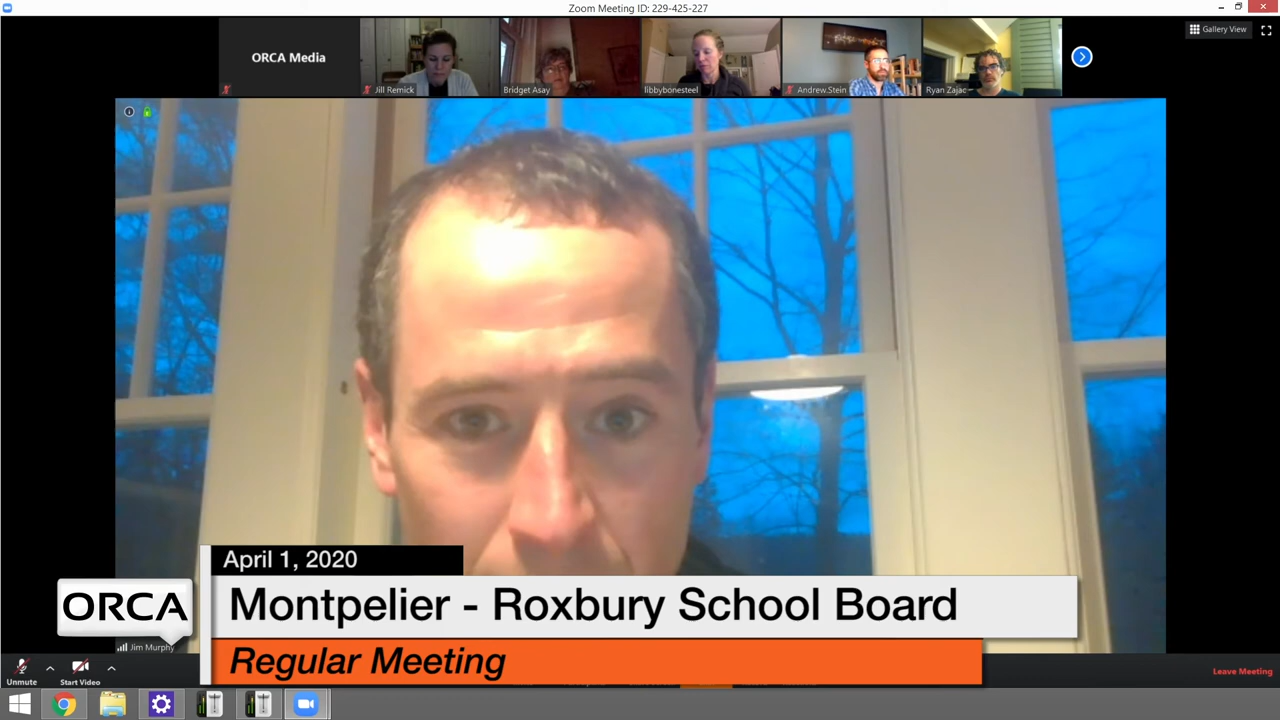 Zoom Meeting ID: 229-425-227
Gallery View
ORCA Media
Jill Remick
Bridget Asay
libbybonesteel
Andrew.Stein
Ryan Zajac
April 1, 2020
ORCA
Montpelier - Roxbury School Board
Jim Murphy
Regular Meeting
Unmute
Start Video
Leave Meeting